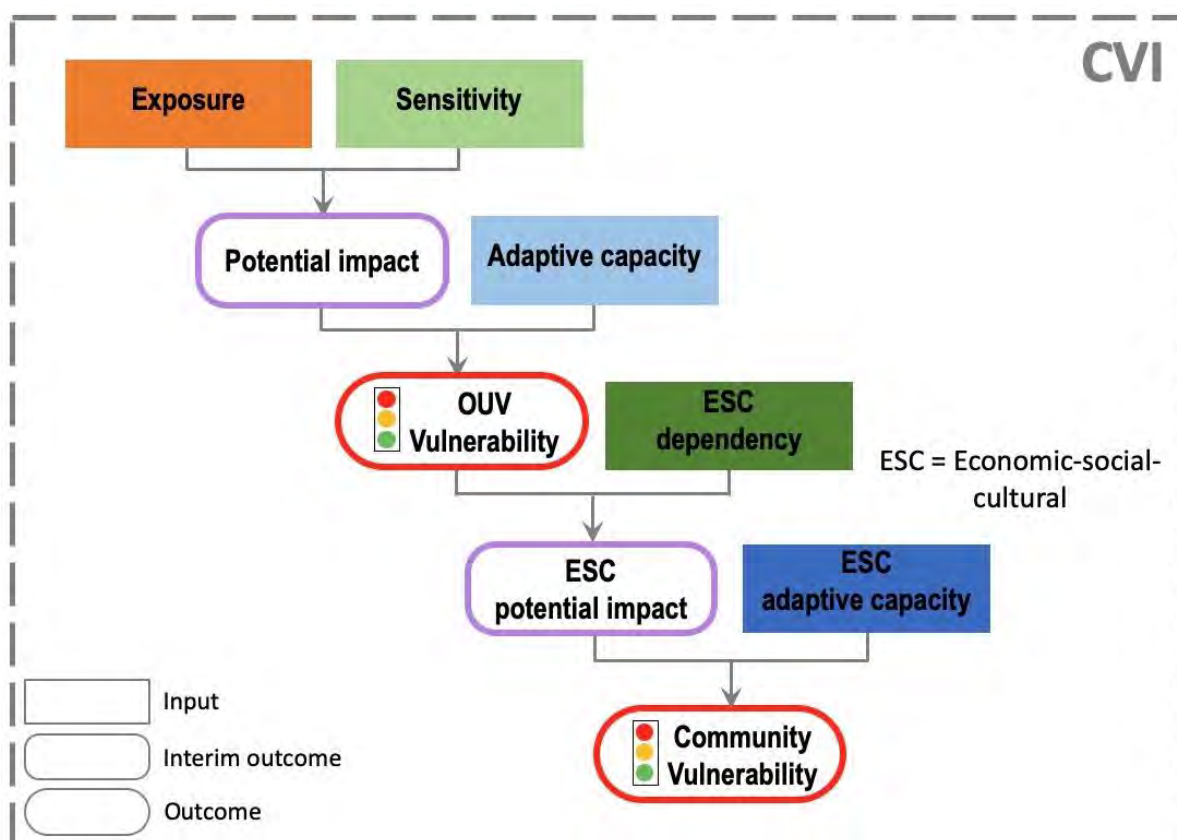 CVI
Exposure
Sensitivity
Potential impact
Adaptive capacity
OUV
Vulnerability
ESC
dependency
ESC = Economic-social-
cultural
ESC
potential impact
ESC
adaptive capacity
Community
Vulnerability
Input
Interim outcome
Outcome